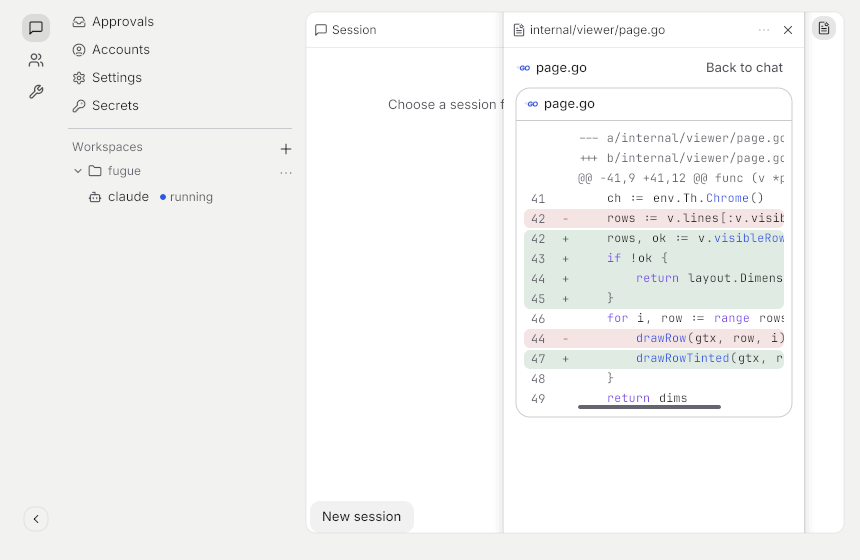 Approvals
Accounts
Settings
Secrets
Workspaces
fugue
claude running
Session
Choose a session f
New session
internal/viewer/page.go
page.go Back to chat
page.go
--- a/internal/viewer/page.go
+++ b/internal/viewer/page.go
@@ -41,9 +41,12 @@ func (v *p
41 ch := env.Th.Chrome()
42 - rows := v.lines[:v.visib
42 + rows, ok := v.visibleRow
43 + if !ok {
44 + return layout.Dimens
45 + }
46 for i, row := range rows
44 - drawRow(gtx, row, i)
47 + drawRowTinted(gtx, r
48 }
49 return dims